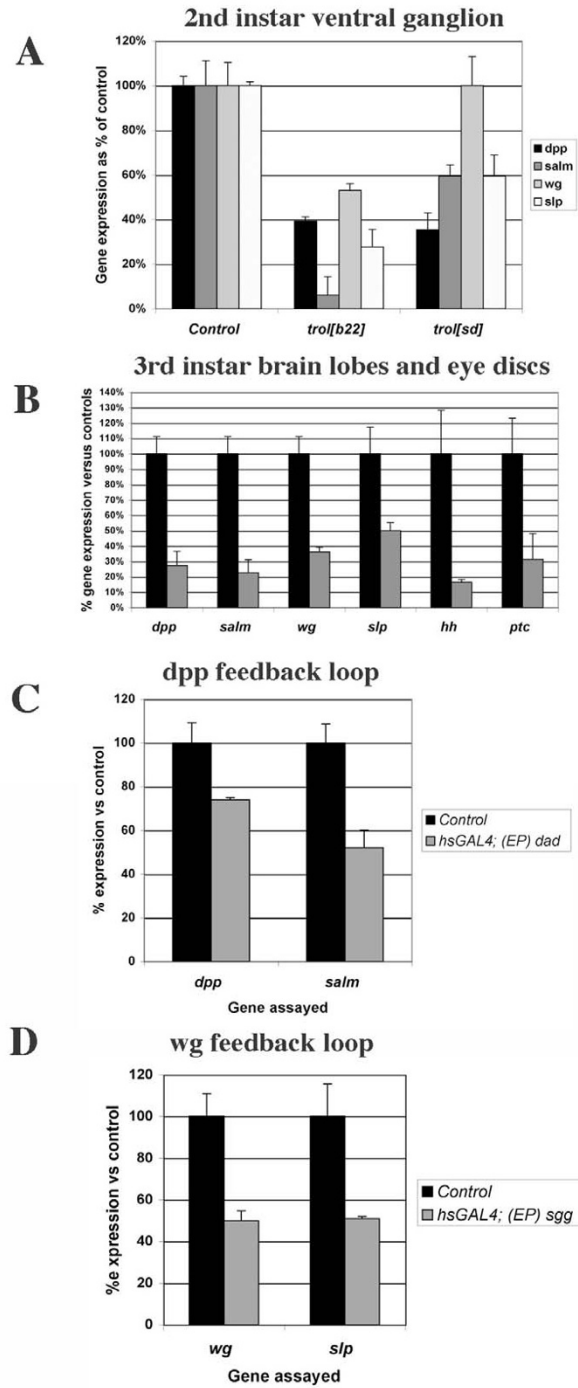 A
2nd instar ventral ganglion
Gene expression as % of control
120%
100%
80%
60%
40%
20%
0%
Control
trol[b22]
trol[sd]
dpp
salm
wg
slp
B
3rd instar brain lobes and eye discs
% gene expression versus controls
140%
130%
120%
110%
100%
90%
80%
70%
60%
50%
40%
30%
20%
10%
0%
dpp
salm
wg
slp
hh
ptc
C
dpp feedback loop
% expression vs control
120
100
80
60
40
20
0
dpp
salm
Gene assayed
Control
hsGAL4; (EP) dad
D
wg feedback loop
%e xpression vs control
120
100
80
60
40
20
0
wg
slp
Gene assayed
Control
hsGAL4; (EP) sgg